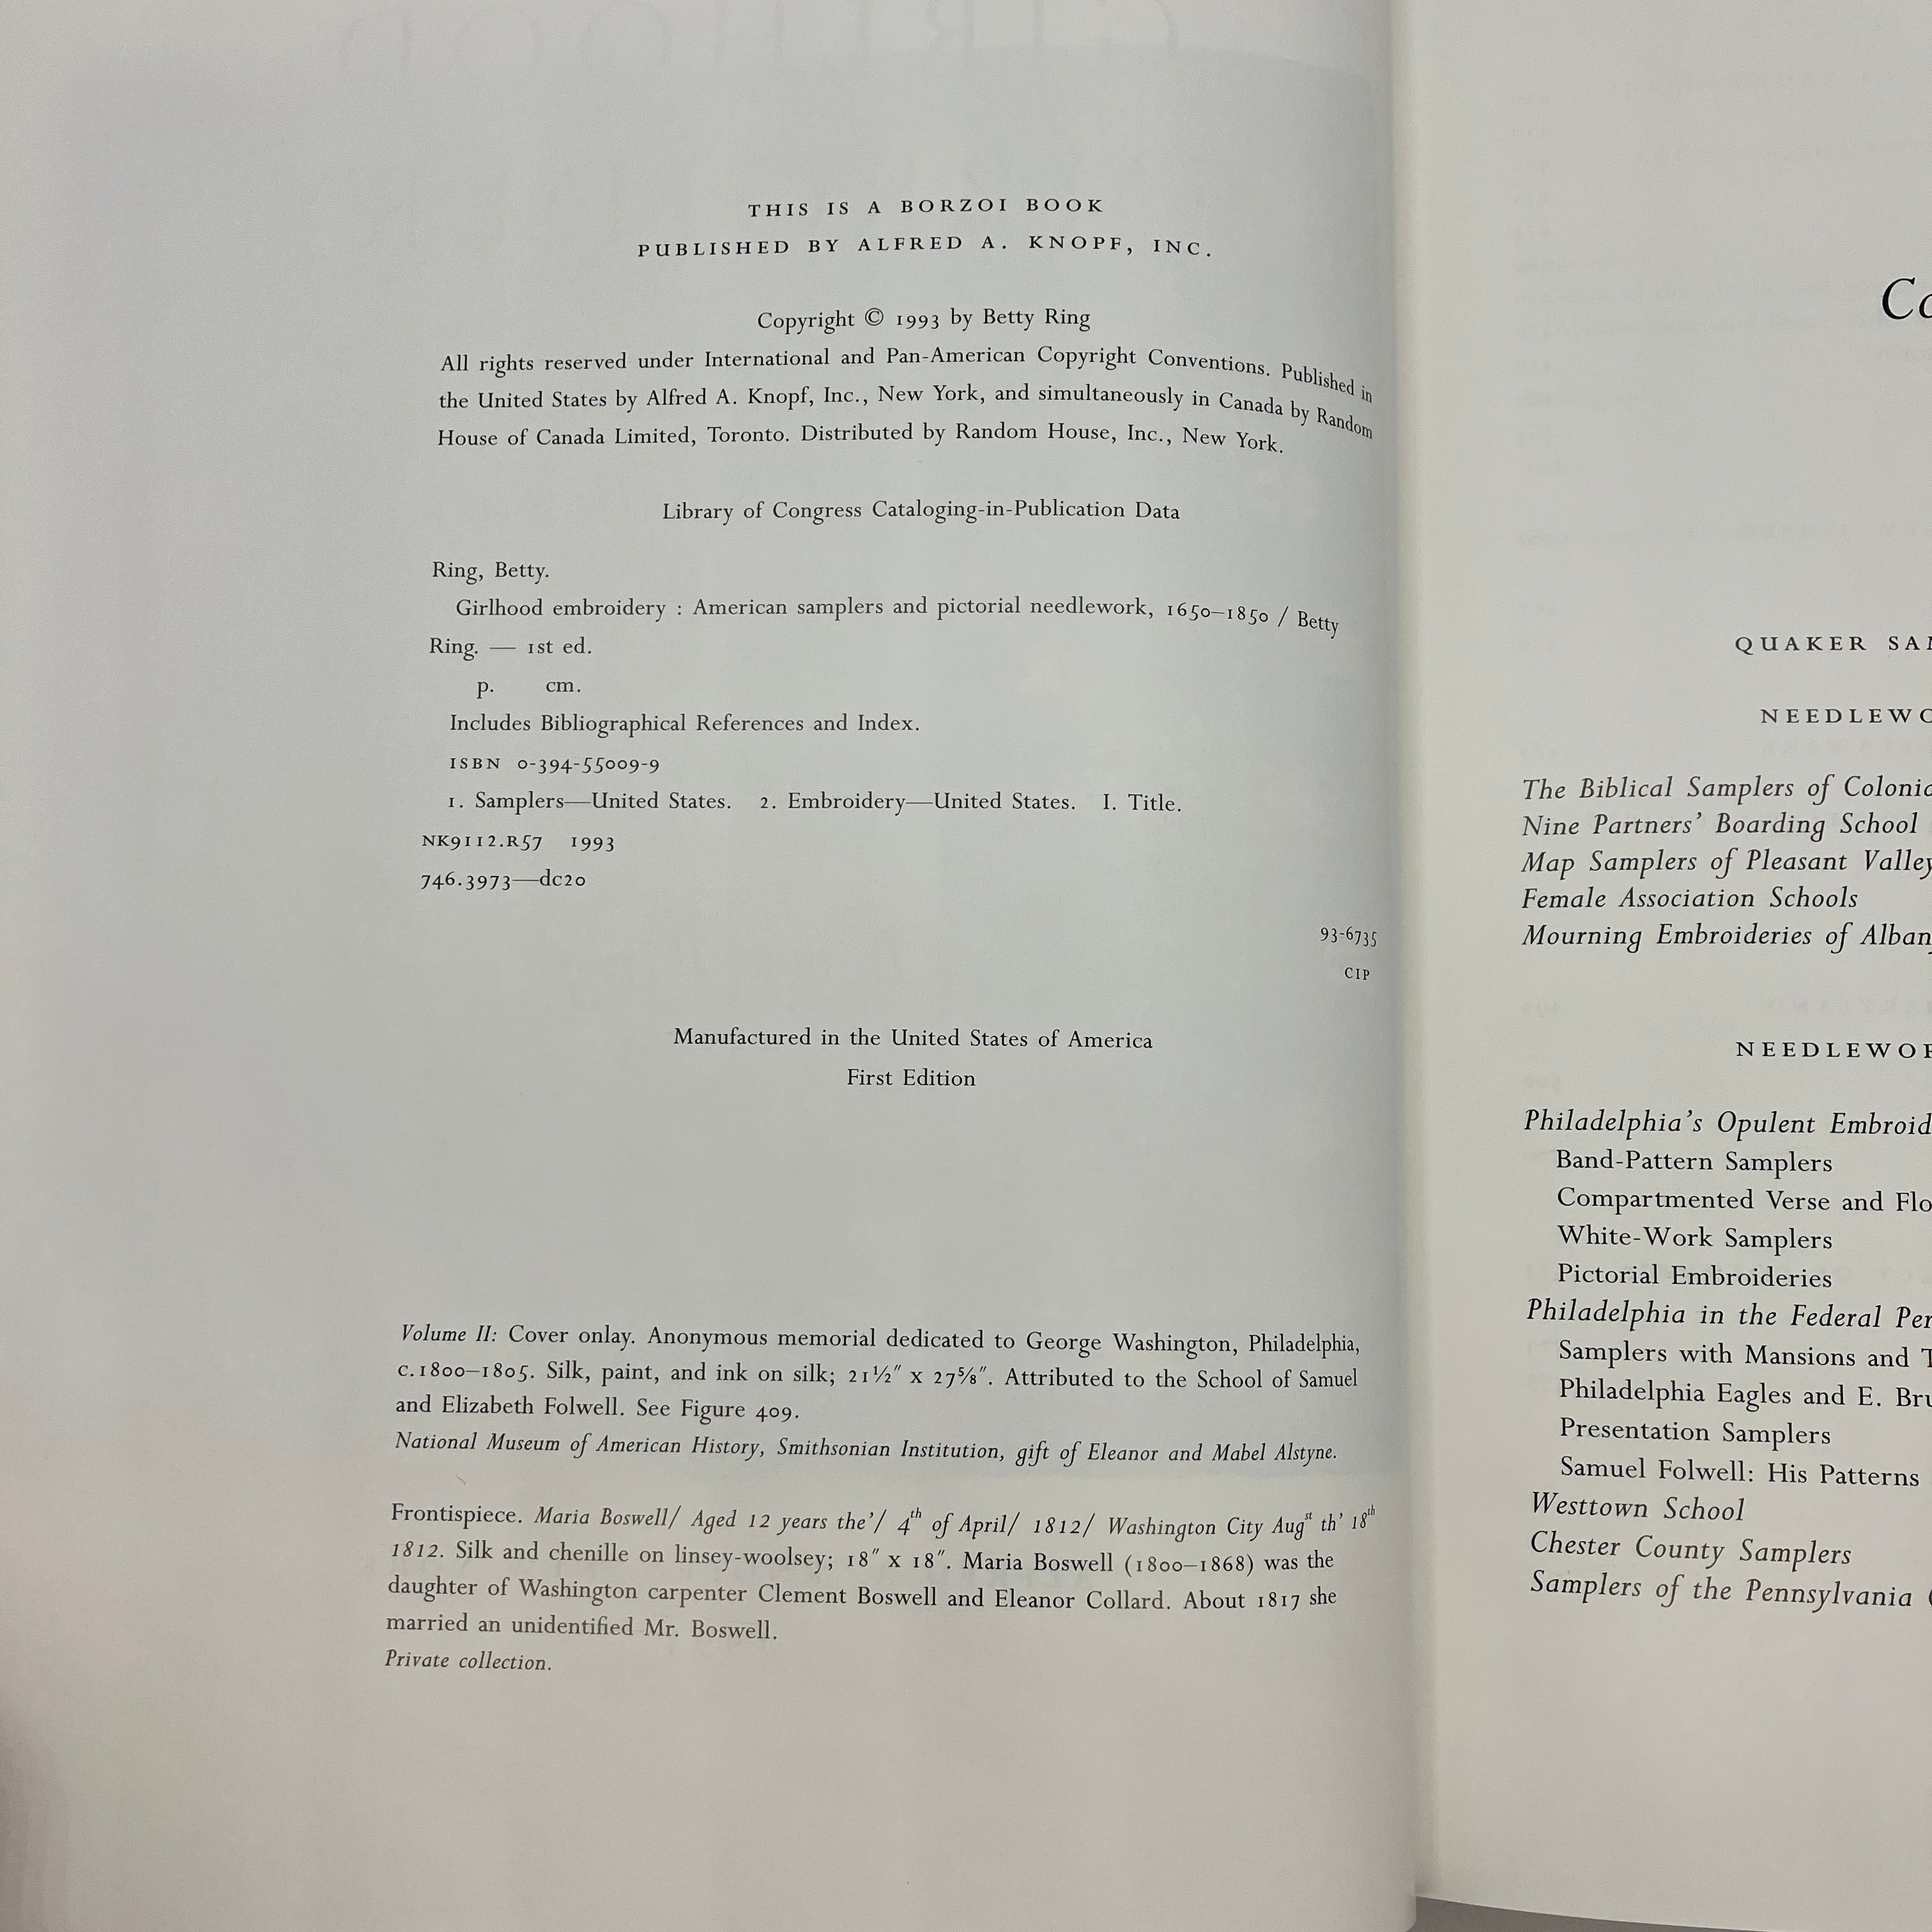 THIS IS A BORZOI BOOK
PUBLISHED BY ALFRED A. KNOPF, INC.
Copyright © 1993 by Betty Ring
All rights reserved under International and Pan-American Copyright Conventions. Published in
the United States by Alfred A. Knopf, Inc., New York, and simultaneously in Canada by Random
House of Canada Limited, Toronto. Distributed by Random House, Inc., New York.
Library of Congress Cataloging-in-Publication Data
Ring, Betty.
Girlhood embroidery : American samplers and pictorial needlework, 1650–1850 / Betty
Ring. — 1st ed.
p. cm.
Includes Bibliographical References and Index.
ISBN 0-394-55009-9
1. Samplers—United States. 2. Embroidery—United States. I. Title.
NK9112.R57 1993
746.3973—dc20
93-6735
CIP
Manufactured in the United States of America
First Edition
Volume II: Cover onlay. Anonymous memorial dedicated to George Washington, Philadelphia,
c.1800–1805. Silk, paint, and ink on silk; 21½″ x 27⅝″. Attributed to the School of Samuel
and Elizabeth Folwell. See Figure 409.
National Museum of American History, Smithsonian Institution, gift of Eleanor and Mabel Alstyne.
Frontispiece. Maria Boswell/ Aged 12 years the'/ 4th of April/ 1812/ Washington City Augst th' 18th
1812. Silk and chenille on linsey-woolsey; 18″ x 18″. Maria Boswell (1800–1868) was the
daughter of Washington carpenter Clement Boswell and Eleanor Collard. About 1817 she
married an unidentified Mr. Boswell.
Private collection.
QUAKER
The Biblical Samplers of
Nine Partners' Boarding School
Map Samplers of Pleasant
Female Association Schools
Mourning Embroideries of
Philadelphia's Opulent
Band-Pattern Samplers
Compartmented Verse and
White-Work Samplers
Pictorial Embroideries
Philadelphia in the Federal
Samplers with Mansions and
Philadelphia Eagles and E.
Presentation Samplers
Samuel Folwell: His Patterns
Westtown School
Chester County Samplers
Samplers of the Pennsylvania